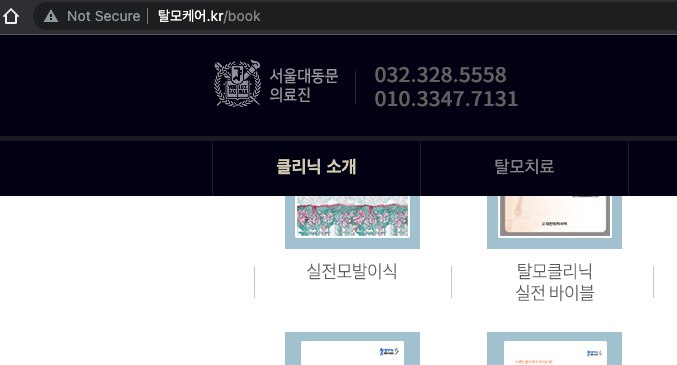 Not Secure | 탈모케어.kr/book
서울대동문
의료진
032.328.5558
010.3347.7131
클리닉 소개
탈모치료
실전모발이식
탈모클리닉
실전 바이블